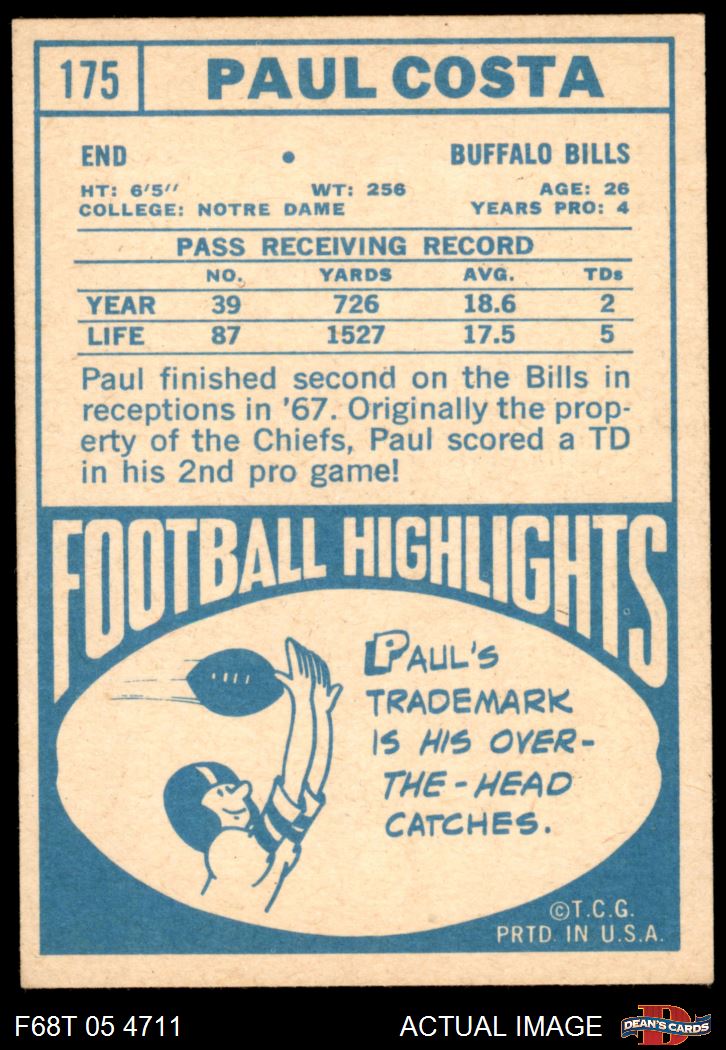 175 PAUL COSTA
END • BUFFALO BILLS
HT: 6'5" WT: 256 AGE: 26
COLLEGE: NOTRE DAME YEARS PRO: 4
PASS RECEIVING RECORD
NO. YARDS AVG. TDs
YEAR 39 726 18.6 2
LIFE 87 1527 17.5 5
Paul finished second on the Bills in
receptions in '67. Originally the prop-
erty of the Chiefs, Paul scored a TD
in his 2nd pro game!
FOOTBALL HIGHLIGHTS
PAUL'S
TRADEMARK
IS HIS OVER-
THE-HEAD
CATCHES.
©T.C.G.
PRTD. IN U.S.A.
F68T 05 4711 ACTUAL IMAGE D DEAN'S CARDS